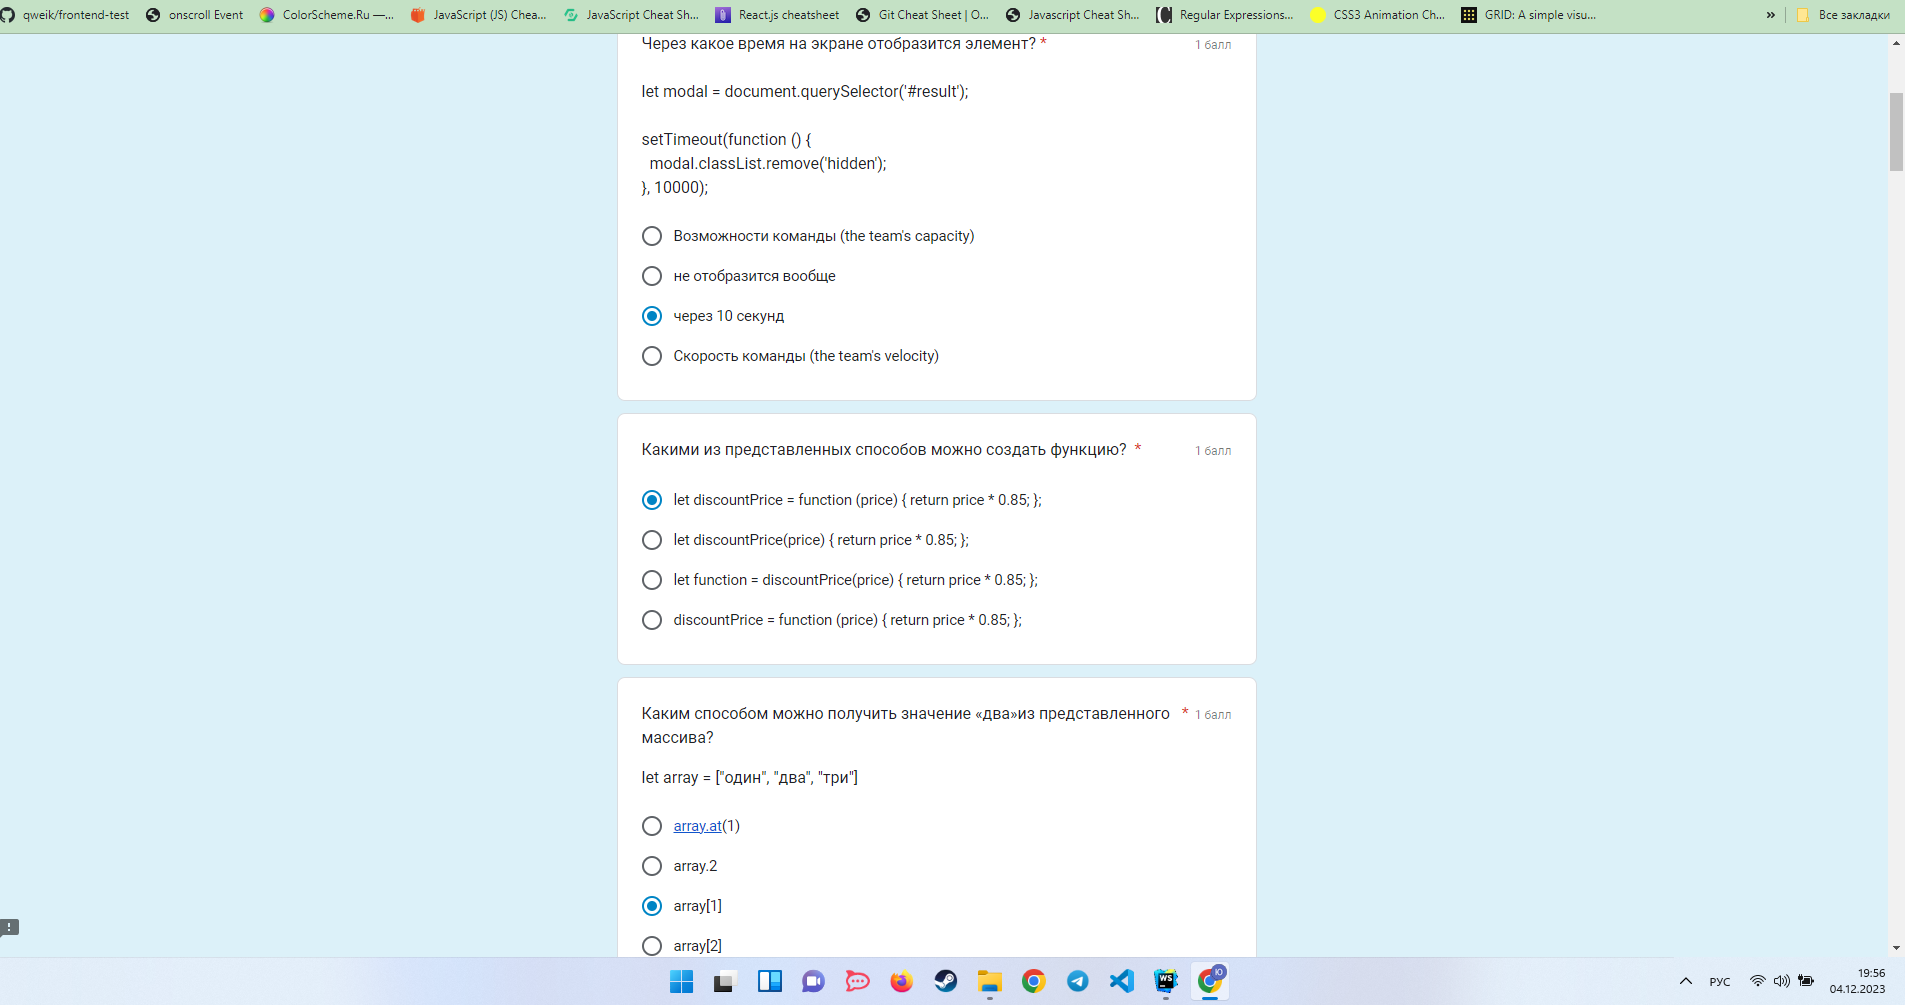 qweik/frontend-test
onscroll Event
ColorScheme.Ru —...
JavaScript (JS) Chea...
JavaScript Cheat Sh...
React.js cheatsheet
Git Cheat Sheet | O...
Javascript Cheat Sh...
Regular Expressions...
CSS3 Animation Ch...
GRID: A simple visu...
»
Все закладки
Через какое время на экране отобразится элемент? *
1 балл
let modal = document.querySelector('#result');
setTimeout(function () {
modal.classList.remove('hidden');
}, 10000);
Возможности команды (the team's capacity)
не отобразится вообще
через 10 секунд
Скорость команды (the team's velocity)
Какими из представленных способов можно создать функцию? *
1 балл
let discountPrice = function (price) { return price * 0.85; };
let discountPrice(price) { return price * 0.85; };
let function = discountPrice(price) { return price * 0.85; };
discountPrice = function (price) { return price * 0.85; };
Каким способом можно получить значение «два»из представленного * 1 балл
массива?
let array = ["один", "два", "три"]
array.at(1)
array.2
array[1]
array[2]
WS
Ю
РУС
19:56
04.12.2023